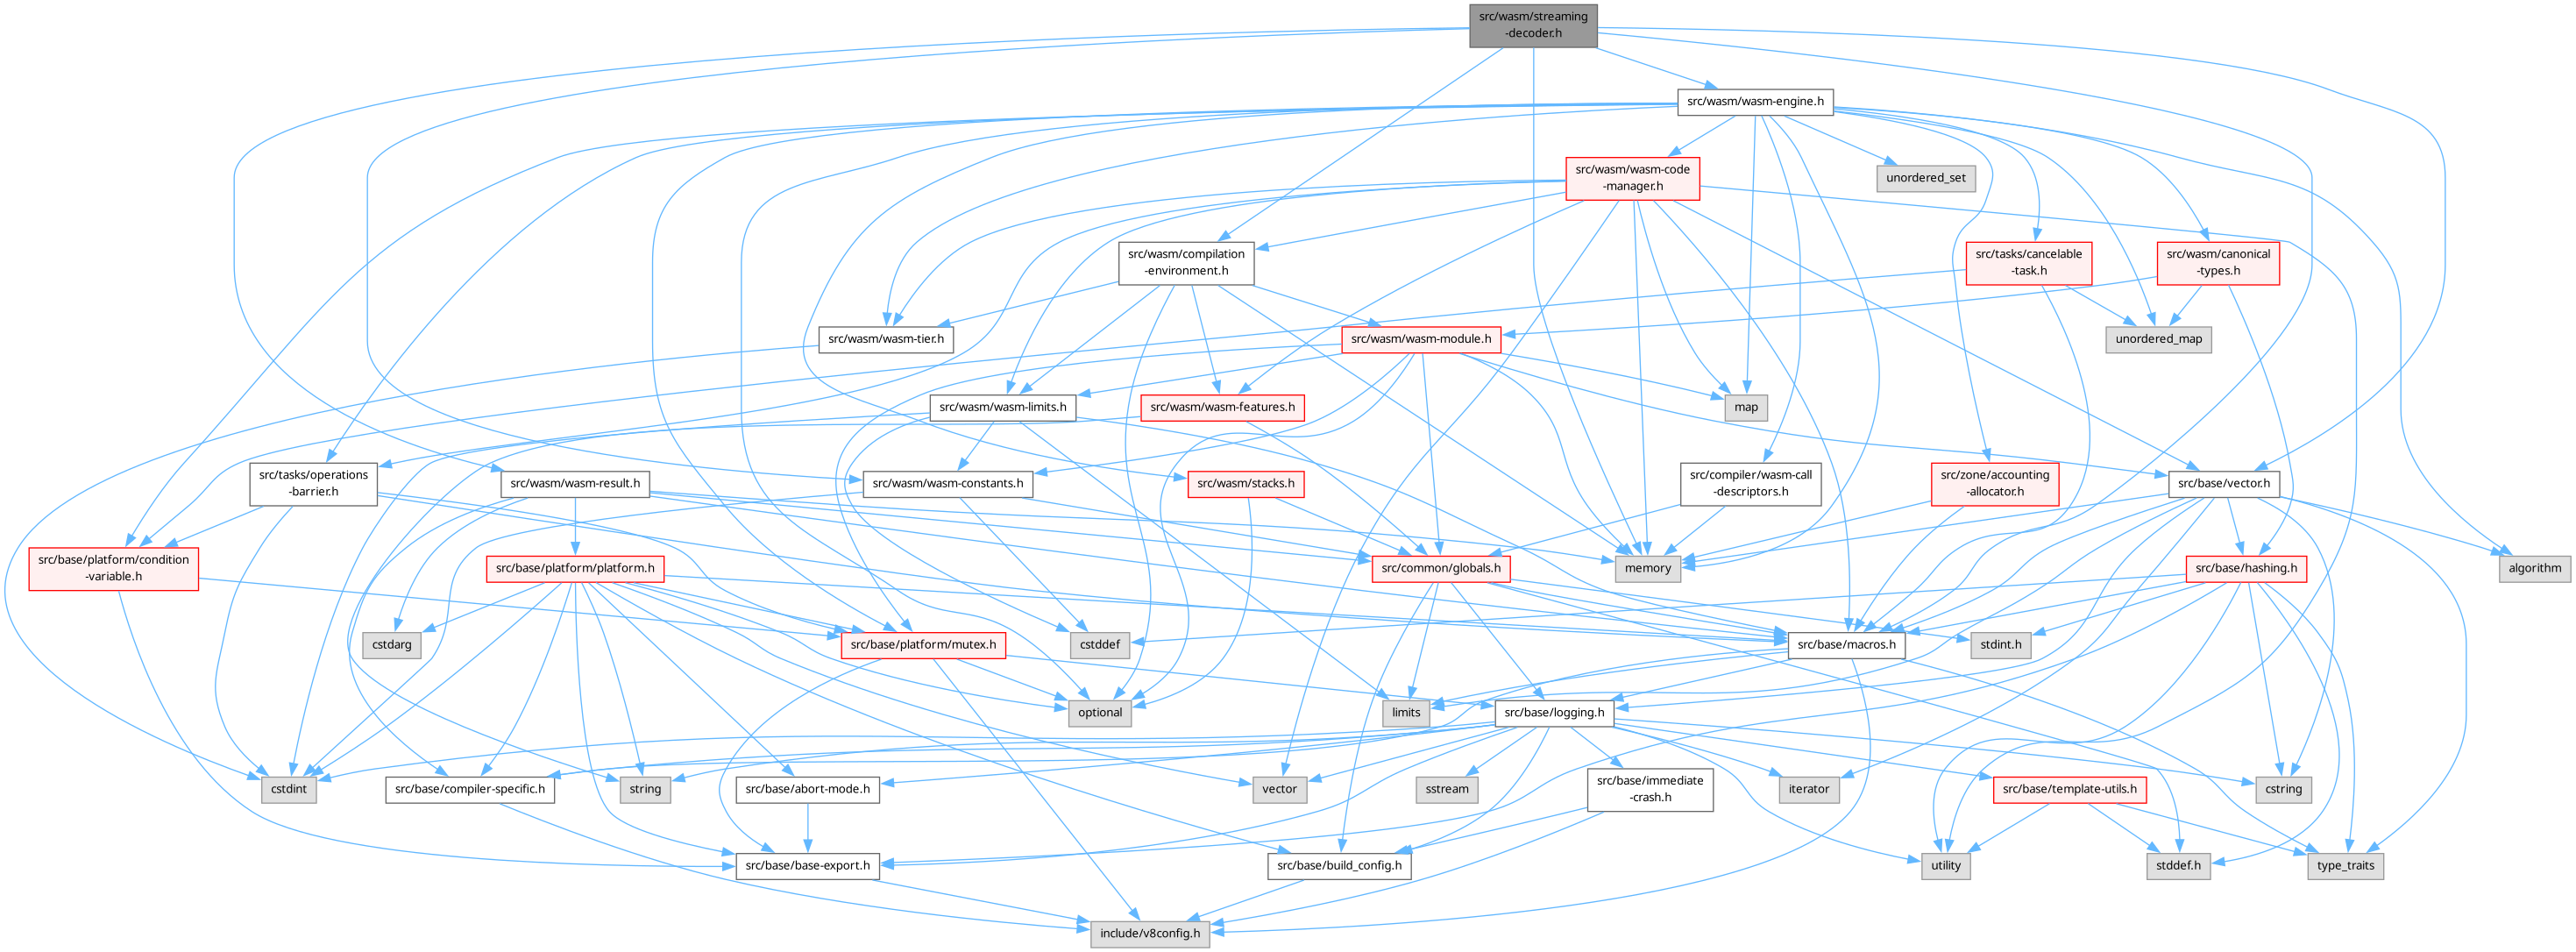 src/wasm/streaming
-decoder.h
src/wasm/wasm-engine.h
src/wasm/wasm-code
-manager.h
unordered_set
src/wasm/compilation
-environment.h
src/tasks/cancelable
-task.h
src/wasm/canonical
-types.h
src/wasm/wasm-tier.h
src/wasm/wasm-module.h
unordered_map
src/wasm/wasm-limits.h
src/wasm/wasm-features.h
map
src/tasks/operations
-barrier.h
src/wasm/wasm-result.h
src/wasm/wasm-constants.h
src/wasm/stacks.h
src/compiler/wasm-call
-descriptors.h
src/zone/accounting
-allocator.h
src/base/vector.h
src/base/platform/condition
-variable.h
src/base/platform/platform.h
src/common/globals.h
memory
src/base/hashing.h
algorithm
cstdarg
src/base/platform/mutex.h
cstddef
src/base/macros.h
stdint.h
optional
limits
src/base/logging.h
cstdint
src/base/compiler-specific.h
string
src/base/abort-mode.h
vector
sstream
src/base/immediate
-crash.h
iterator
src/base/template-utils.h
cstring
src/base/base-export.h
src/base/build_config.h
utility
stddef.h
type_traits
include/v8config.h